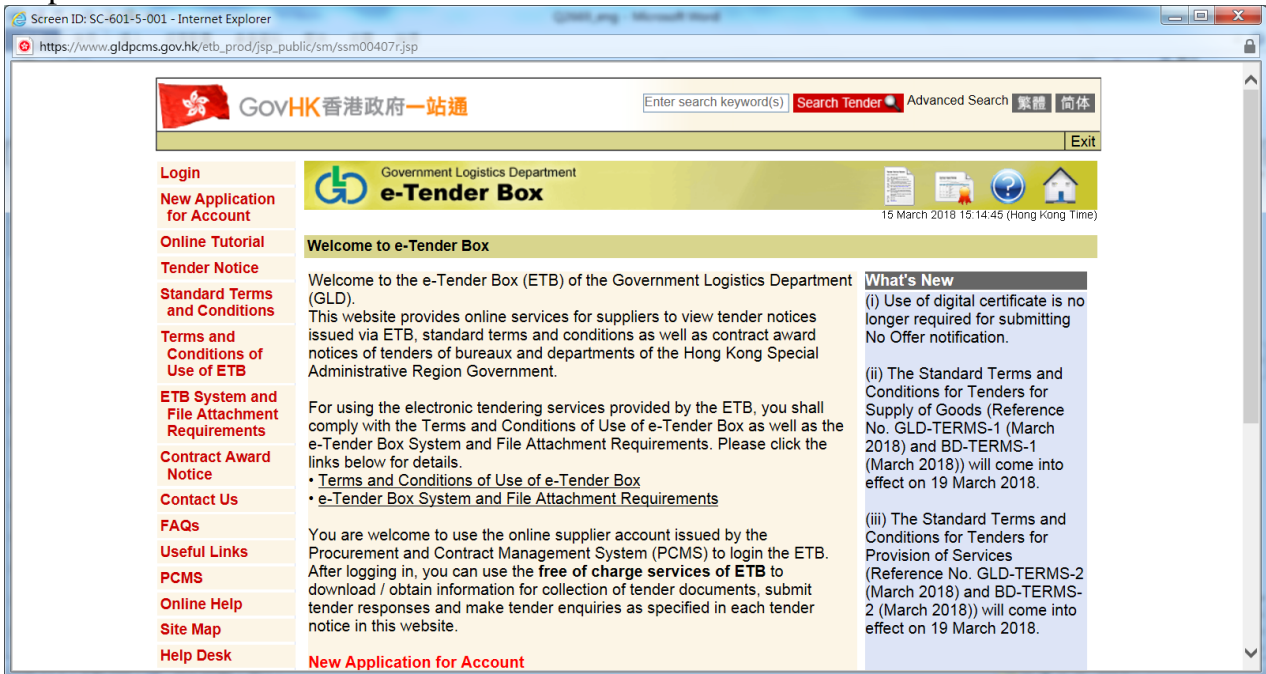 Screen ID: SC-601-5-001 - Internet Explorer
Q2665_eng - Microsoft Word
https://www.gldpcms.gov.hk/etb_prod/jsp_public/sm/ssm00407r.jsp
GovHK香港政府一站通
Enter search keyword(s)
Search Tender
Advanced Search
繁體
简体
Exit
Login
New Application
for Account
Online Tutorial
Tender Notice
Standard Terms
and Conditions
Terms and
Conditions of
Use of ETB
ETB System and
File Attachment
Requirements
Contract Award
Notice
Contact Us
FAQs
Useful Links
PCMS
Online Help
Site Map
Help Desk
Government Logistics Department
e-Tender Box
15 March 2018 15:14:45 (Hong Kong Time)
Welcome to e-Tender Box
Welcome to the e-Tender Box (ETB) of the Government Logistics Department
(GLD).
This website provides online services for suppliers to view tender notices
issued via ETB, standard terms and conditions as well as contract award
notices of tenders of bureaux and departments of the Hong Kong Special
Administrative Region Government.
For using the electronic tendering services provided by the ETB, you shall
comply with the Terms and Conditions of Use of e-Tender Box as well as the
e-Tender Box System and File Attachment Requirements. Please click the
links below for details.
• Terms and Conditions of Use of e-Tender Box
• e-Tender Box System and File Attachment Requirements
You are welcome to use the online supplier account issued by the
Procurement and Contract Management System (PCMS) to login the ETB.
After logging in, you can use the free of charge services of ETB to
download / obtain information for collection of tender documents, submit
tender responses and make tender enquiries as specified in each tender
notice in this website.
New Application for Account
What's New
(i) Use of digital certificate is no
longer required for submitting
No Offer notification.
(ii) The Standard Terms and
Conditions for Tenders for
Supply of Goods (Reference
No. GLD-TERMS-1 (March
2018) and BD-TERMS-1
(March 2018)) will come into
effect on 19 March 2018.
(iii) The Standard Terms and
Conditions for Tenders for
Provision of Services
(Reference No. GLD-TERMS-2
(March 2018) and BD-TERMS-
2 (March 2018)) will come into
effect on 19 March 2018.